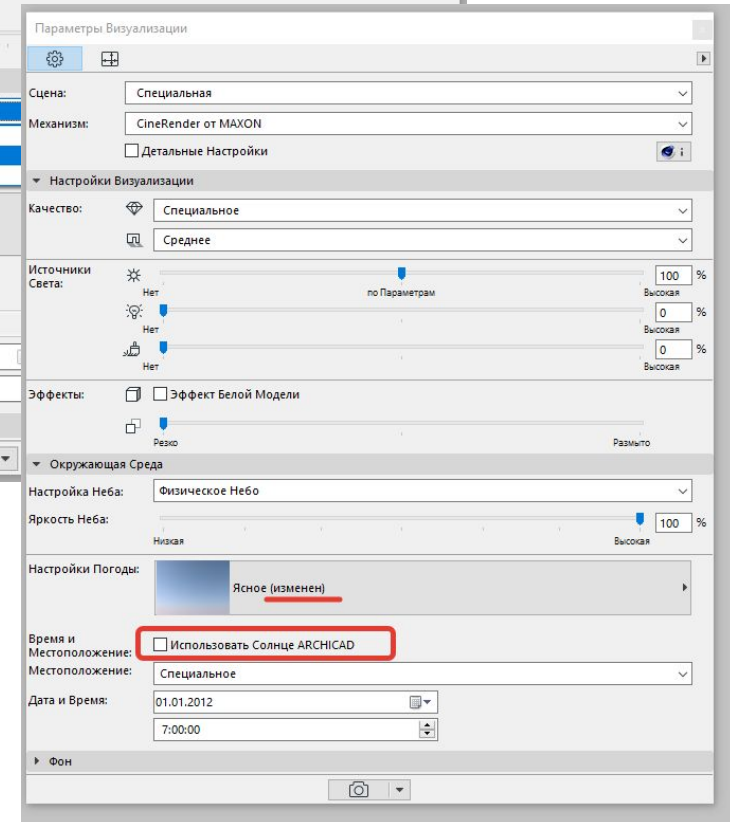 Параметры Визуализации
Сцена: Специальная
Механизм: CineRender от MAXON
Детальные Настройки i
Настройки Визуализации
Качество: Специальное
Среднее
Источники Света: 100 %
Нет по Параметрам Высокая
0 %
Нет Высокая
0 %
Нет Высокая
Эффекты: Эффект Белой Модели
Резко Размыто
Окружающая Среда
Настройка Неба: Физическое Небо
Яркость Неба: 100 %
Низкая Высокая
Настройки Погоды: Ясное (изменен)
Время и Местоположение: Использовать Солнце ARCHICAD
Местоположение: Специальное
Дата и Время: 01.01.2012
7:00:00
Фон